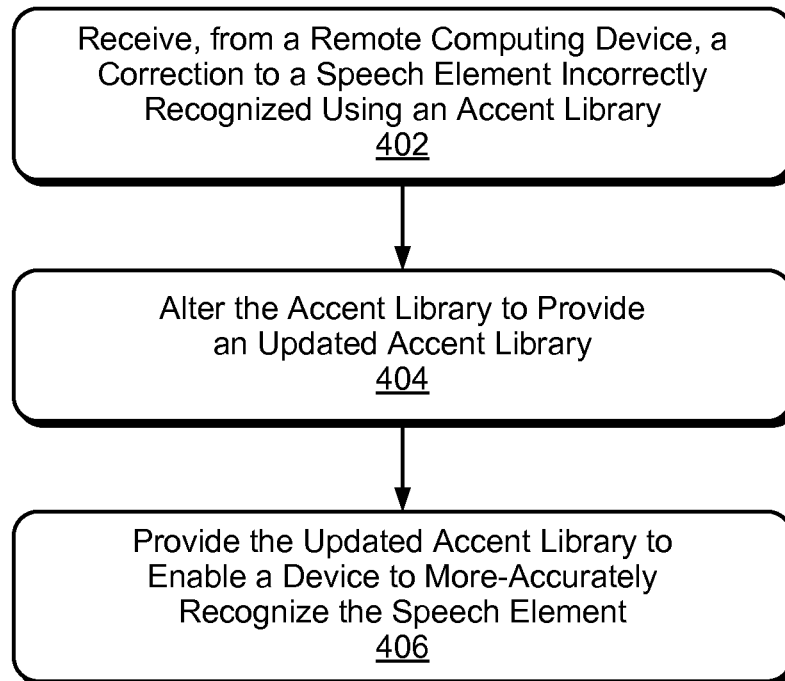 Receive, from a Remote Computing Device, a
Correction to a Speech Element Incorrectly
Recognized Using an Accent Library
402
Alter the Accent Library to Provide
an Updated Accent Library
404
Provide the Updated Accent Library to
Enable a Device to More-Accurately
Recognize the Speech Element
406